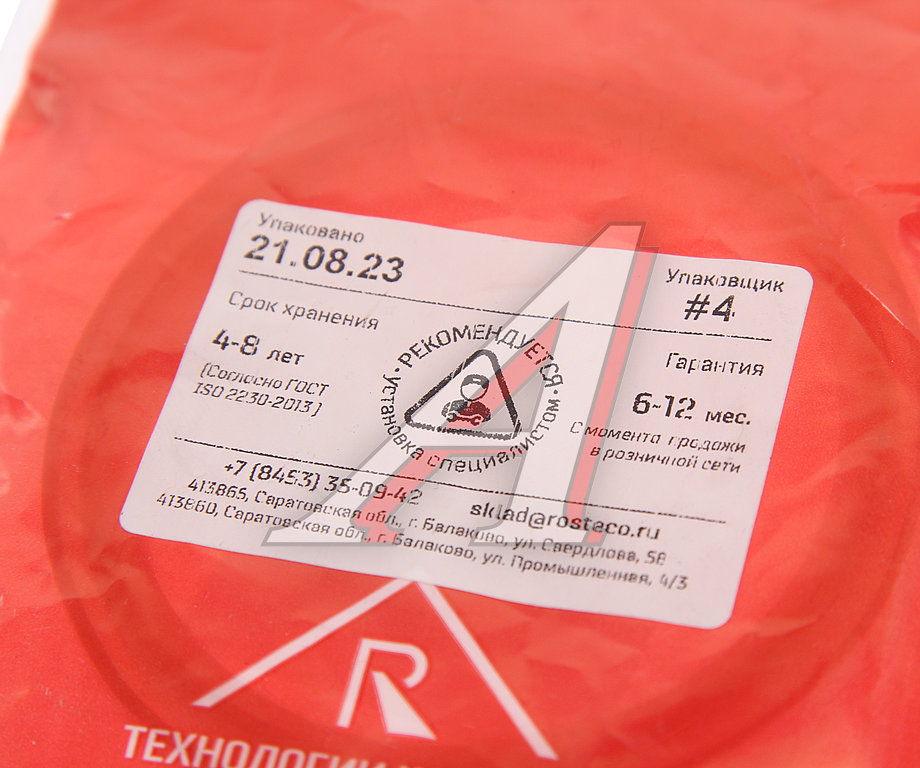 Упаковано
21.08.23
Упаковщик
#4
Срок хранения
4-8 лет
(Согласно ГОСТ
ISO 2230-2013)
• РЕКОМЕНДУЕТСЯ •
установка специалистом
Гарантия
6-12 мес.
С момента продажи
в розничной сети
+7 (8453) 35-09-42
sklad@rosteco.ru
413865, Саратовская обл., г. Балаково, ул. Свердлова, 58
413860, Саратовская обл., г. Балаково, ул. Промышленная, 4/3
R
ТЕХНОЛОГИИ